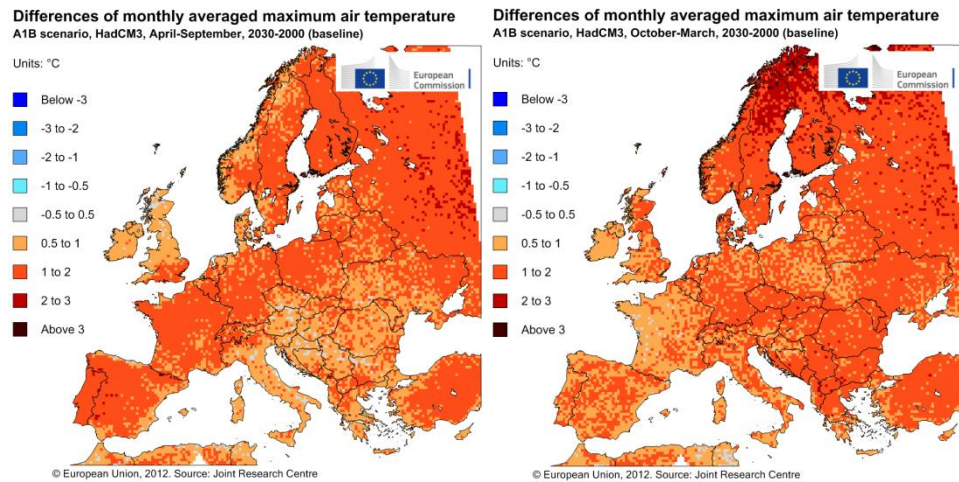 Differences of monthly averaged maximum air temperature
A1B scenario, HadCM3, April-September, 2030-2000 (baseline)
Units: °C
European
Commission
Below -3
-3 to -2
-2 to -1
-1 to -0.5
-0.5 to 0.5
0.5 to 1
1 to 2
2 to 3
Above 3
© European Union, 2012. Source: Joint Research Centre
Differences of monthly averaged maximum air temperature
A1B scenario, HadCM3, October-March, 2030-2000 (baseline)
Units: °C
European
Commission
Below -3
-3 to -2
-2 to -1
-1 to -0.5
-0.5 to 0.5
0.5 to 1
1 to 2
2 to 3
Above 3
© European Union, 2012. Source: Joint Research Centre